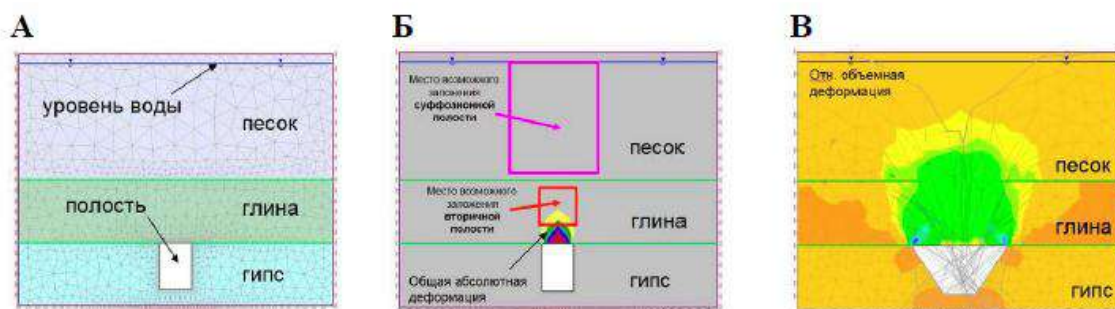 А
уровень воды
песок
полость
глина
гипс
Б
Место возможного
заложения
суффозионной
полости
песок
Место возможного
заложения
вторичной
полости
глина
Общая абсолютная
деформация
гипс
В
Отн. объемная
деформация
песок
глина
гипс